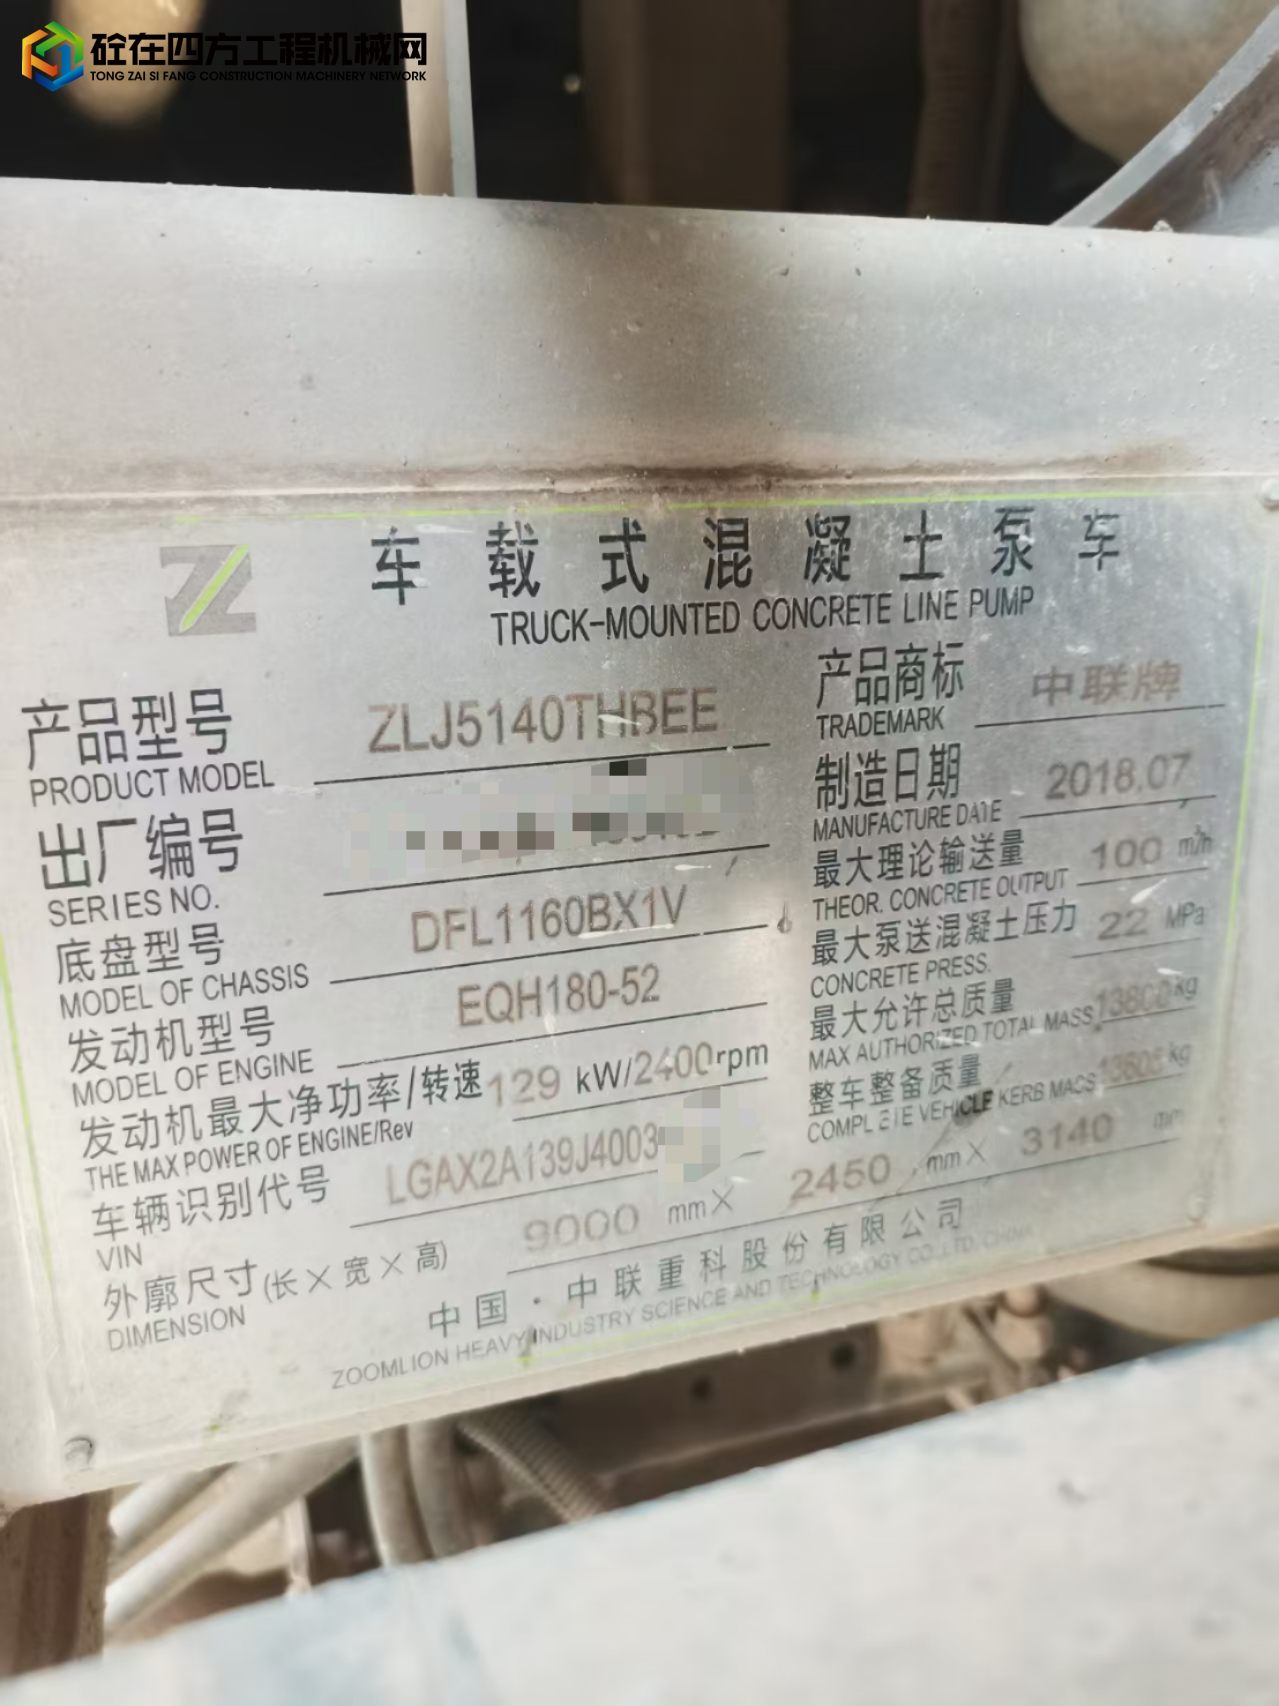 砼在四方工程机械网
TONG ZAI SI FANG CONSTRUCTION MACHINERY NETWORK
车载式混凝土泵车
TRUCK-MOUNTED CONCRETE LINE PUMP
产品型号 ZLJ5140THBEE
PRODUCT MODEL
出厂编号
SERIES NO.
底盘型号 DFL1160BX1V
MODEL OF CHASSIS
发动机型号 EQH180-52
MODEL OF ENGINE
发动机最大净功率/转速 129 kW/2400rpm
THE MAX POWER OF ENGINE/Rev
车辆识别代号 LGAX2A139J4003
VIN
产品商标 中联牌
TRADEMARK
制造日期 2018.07
MANUFACTURE DATE
最大理论输送量 100 m³/h
THEOR. CONCRETE OUTPUT
最大泵送混凝土压力 22 MPa
CONCRETE PRESS.
最大允许总质量 kg
MAX AUTHORIZED TOTAL MASS
整车整备质量 kg
COMPLETE VEHICLE KERB MACS
外廓尺寸(长×宽×高) 9000 mm× 2450 mm× 3140 mm
DIMENSION
中国·中联重科股份有限公司
ZOOMLION HEAVY INDUSTRY SCIENCE AND TECHNOLOGY CO.,LTD. CHINA